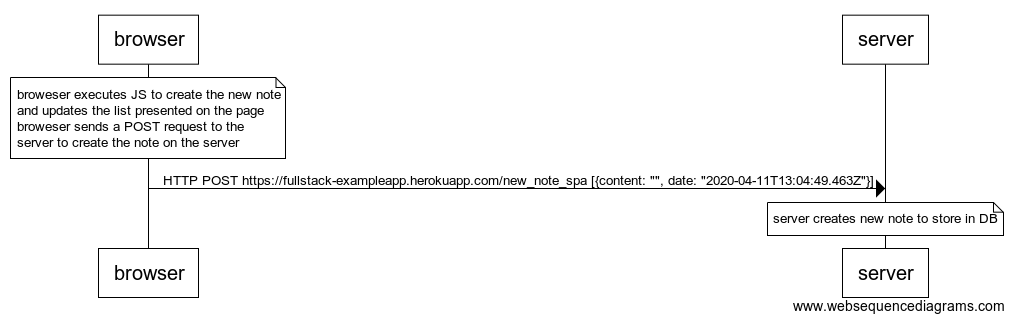 browser
server
broweser executes JS to create the new note
and updates the list presented on the page
broweser sends a POST request to the
server to create the note on the server
HTTP POST https://fullstack-exampleapp.herokuapp.com/new_note_spa [{content: "", date: "2020-04-11T13:04:49.463Z"}]
server creates new note to store in DB
browser
server
www.websequencediagrams.com